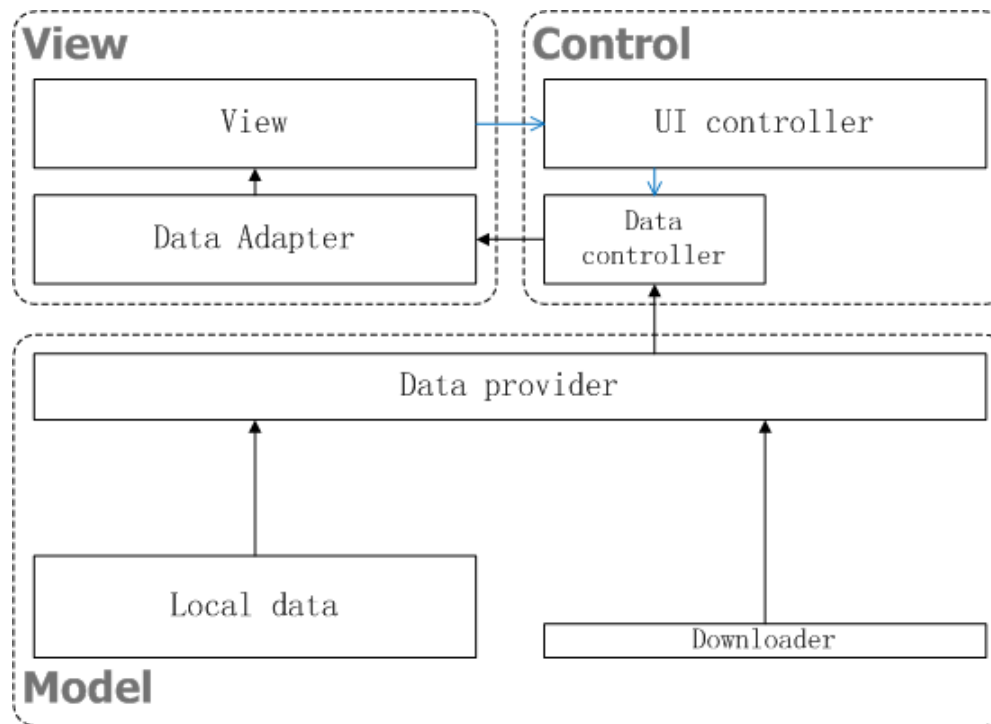 View
Control
View
UI controller
Data Adapter
Data
controller
Data provider
Local data
Downloader
Model